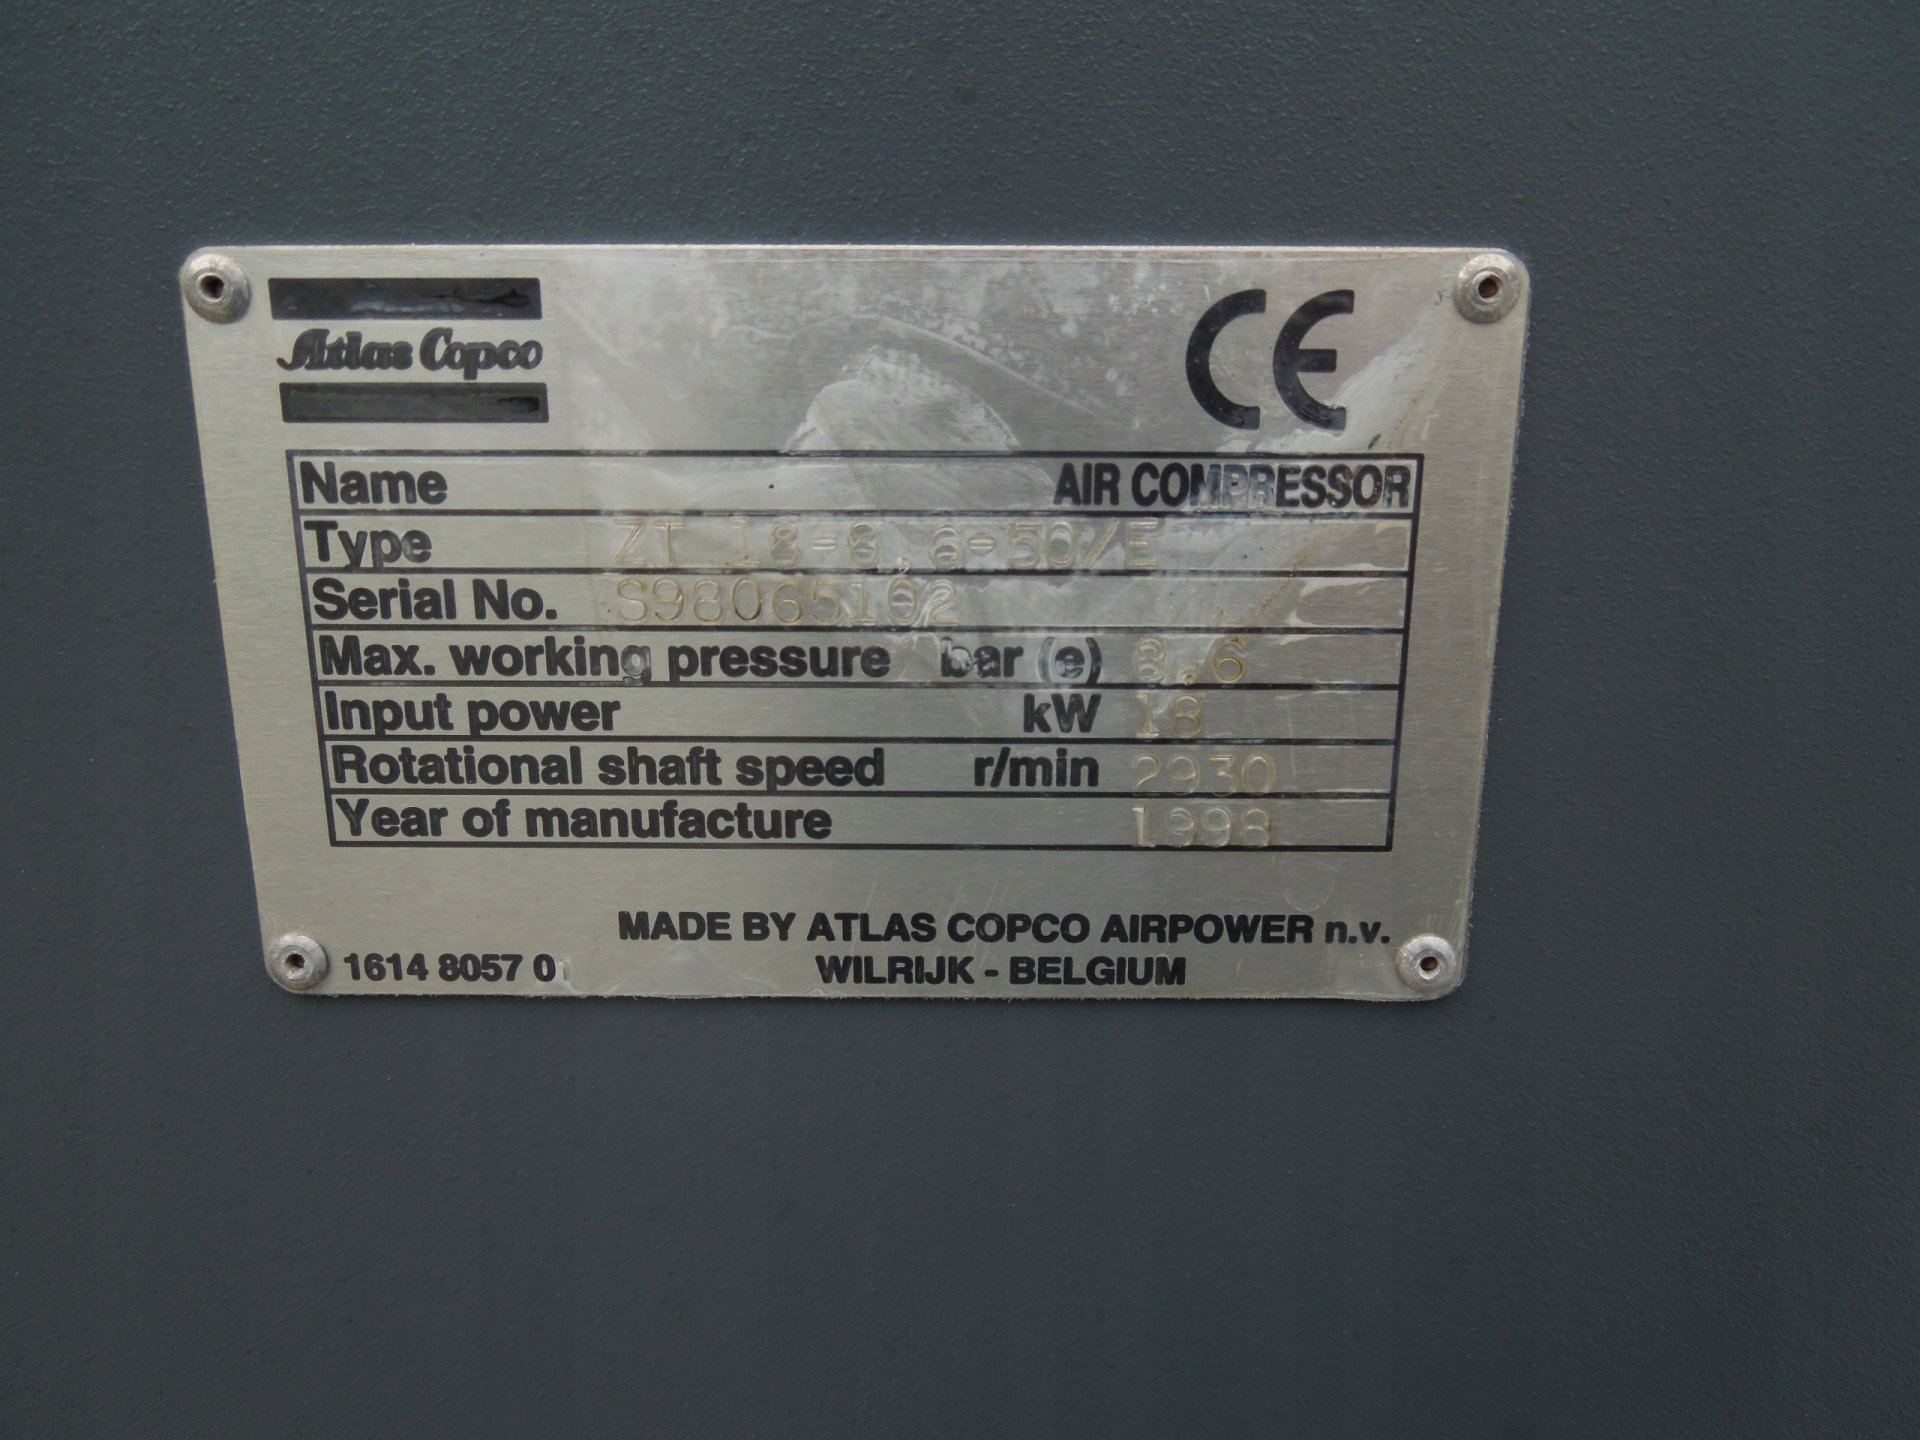 Atlas Copco
CE
Name AIR COMPRESSOR
Type ZT 18-8,6-50/E
Serial No. S98065102
Max. working pressure bar (e) 8.6
Input power kW 18
Rotational shaft speed r/min 2930
Year of manufacture 1998
MADE BY ATLAS COPCO AIRPOWER n.v.
1614 8057 01 WILRIJK - BELGIUM